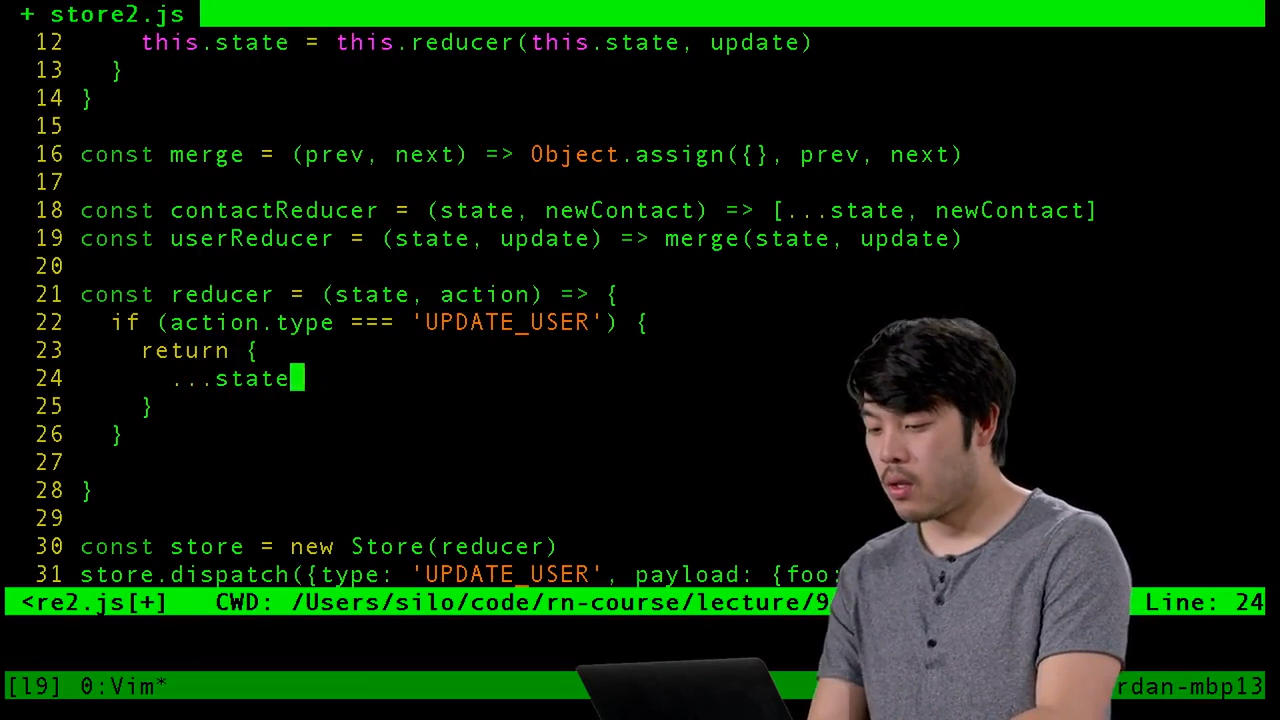 + store2.js
12     this.state = this.reducer(this.state, update)
13   }
14 }
15
16 const merge = (prev, next) => Object.assign({}, prev, next)
17
18 const contactReducer = (state, newContact) => [...state, newContact]
19 const userReducer = (state, update) => merge(state, update)
20
21 const reducer = (state, action) => {
22   if (action.type === 'UPDATE_USER') {
23     return {
24       ...state
25     }
26   }
27
28 }
29
30 const store = new Store(reducer)
31 store.dispatch({type: 'UPDATE_USER', payload: {foo:
<re2.js[+]   CWD: /Users/silo/code/rn-course/lecture/9 Line: 24
[l9] 0:Vim* rdan-mbp13